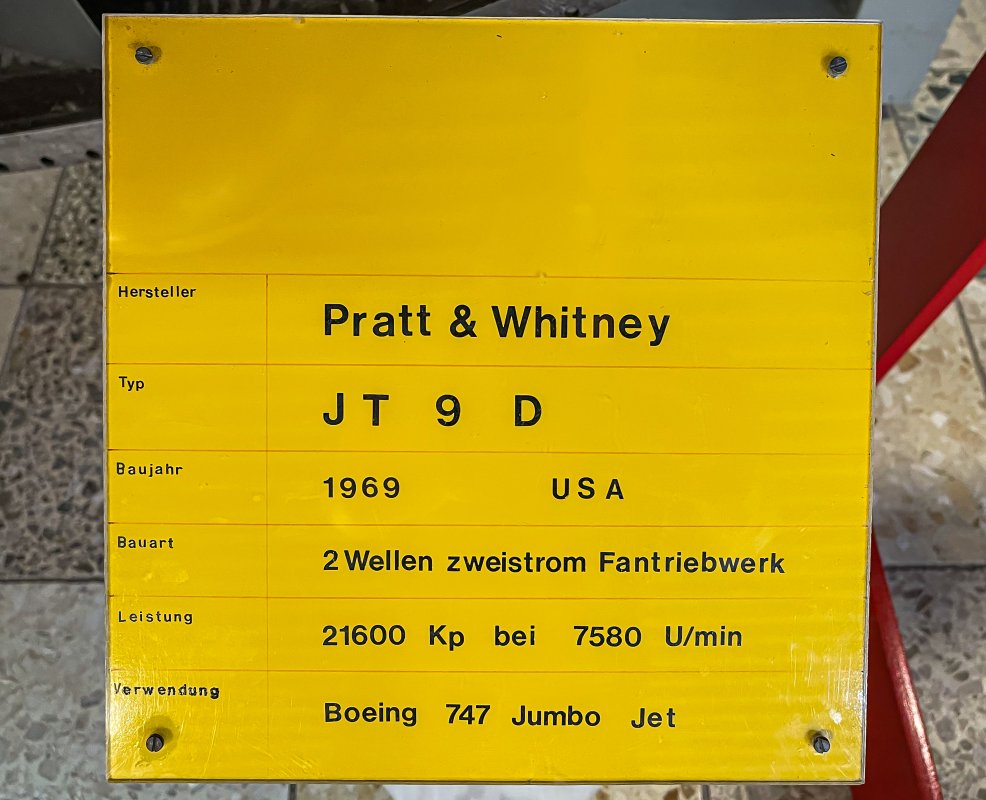 Hersteller Pratt & Whitney
Typ JT 9 D
Baujahr 1969 USA
Bauart 2 Wellen zweistrom Fantriebwerk
Leistung 21600 Kp bei 7580 U/min
Verwendung Boeing 747 Jumbo Jet